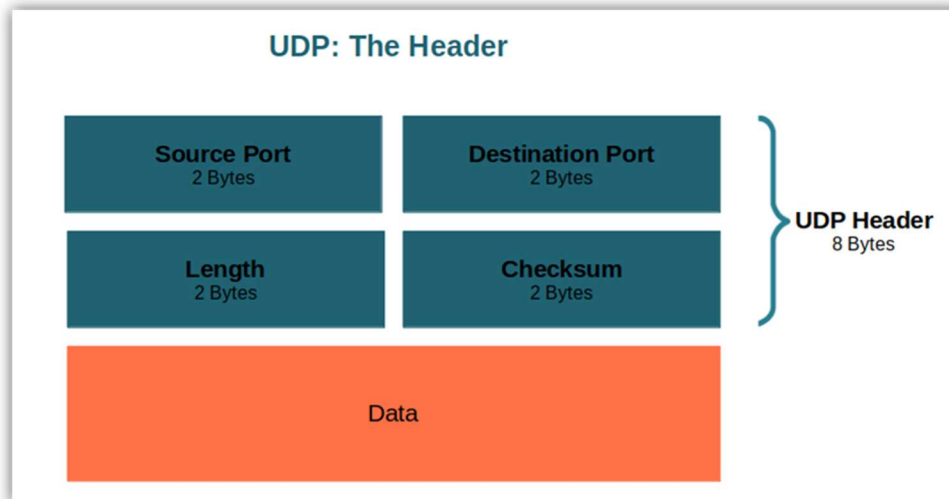 UDP: The Header
Source Port
2 Bytes
Destination Port
2 Bytes
UDP Header
8 Bytes
Length
2 Bytes
Checksum
2 Bytes
Data